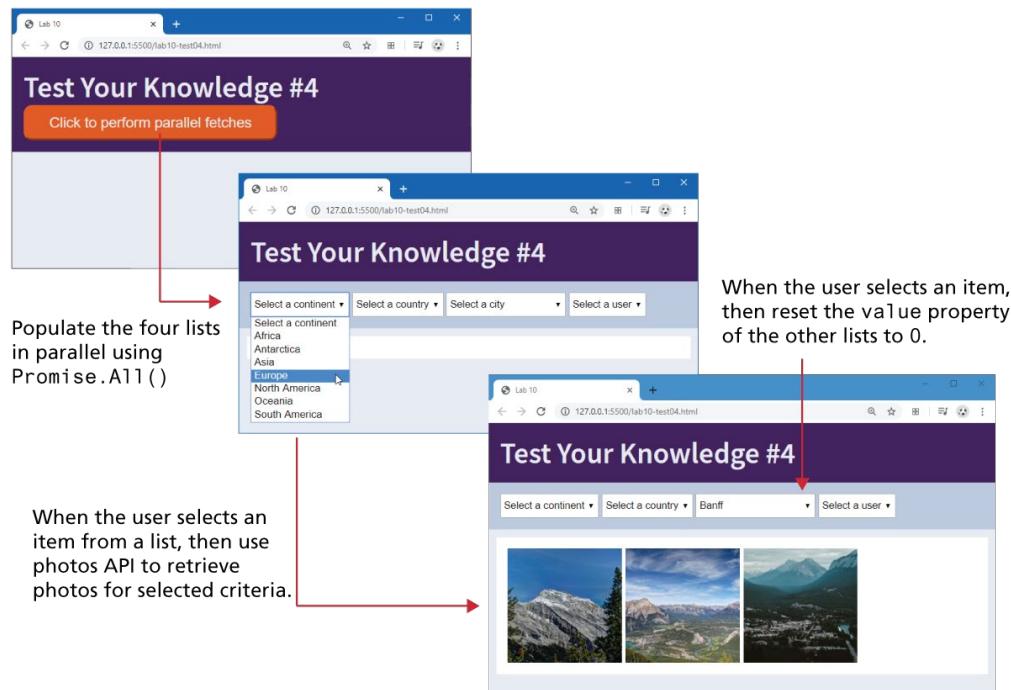 Lab 10
127.0.0.1:5500/lab10-test04.html
Test Your Knowledge #4
Click to perform parallel fetches
Lab 10
127.0.0.1:5500/lab10-test04.html
Test Your Knowledge #4
Select a continent Select a country Select a city Select a user
Select a continent
Africa
Antarctica
Asia
Europe
North America
Oceania
South America
Populate the four lists
in parallel using
Promise.All()
When the user selects an item,
then reset the value property
of the other lists to 0.
Lab 10
127.0.0.1:5500/lab10-test04.html
Test Your Knowledge #4
Select a continent Select a country Banff Select a user
When the user selects an
item from a list, then use
photos API to retrieve
photos for selected criteria.